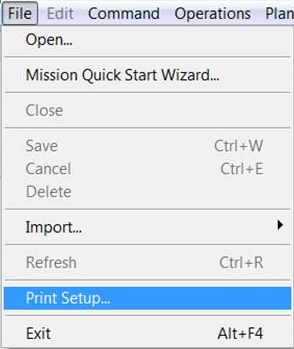 File Edit Command Operations Plan
Open...
Mission Quick Start Wizard...
Close
Save Ctrl+W
Cancel Ctrl+E
Delete
Import...
Refresh Ctrl+R
Print Setup...
Exit Alt+F4